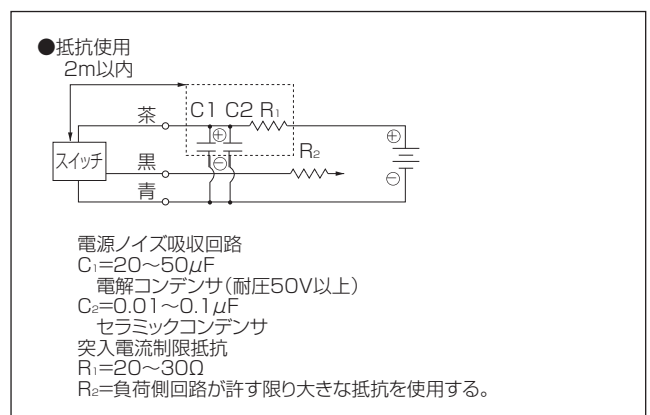 ●抵抗使用
2m以内
茶
C1 C2 R₁
⊕
⊕
スイッチ
黒
⊖
R₂
⊖
青
電源ノイズ吸収回路
C₁=20～50μF
電解コンデンサ（耐圧50V以上）
C₂=0.01～0.1μF
セラミックコンデンサ
突入電流制限抵抗
R₁=20～30Ω
R₂=負荷側回路が許す限り大きな抵抗を使用する。